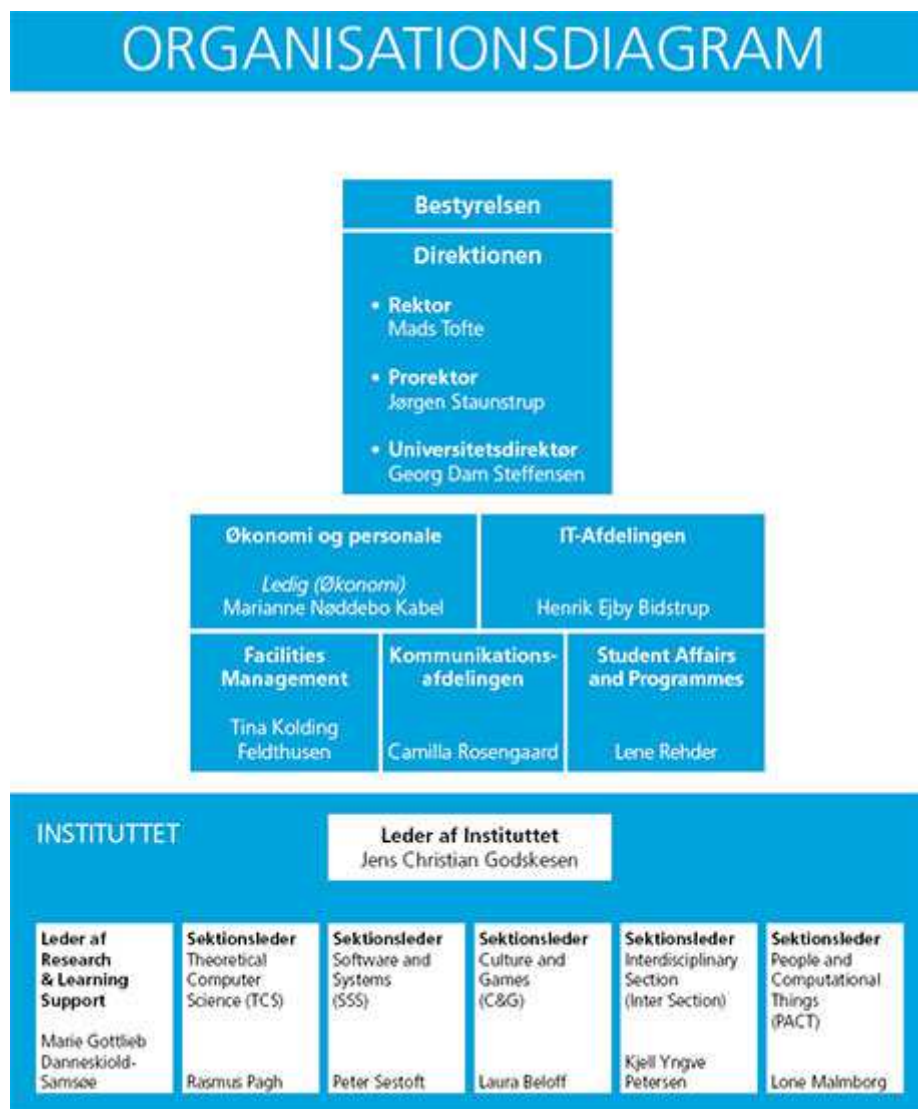 ORGANISATIONSDIAGRAM
Bestyrelsen
Direktionen
• Rektor
Mads Tofte
• Prorektor
Jørgen Staunstrup
• Universitetsdirektør
Georg Dam Steffensen
Økonomi og personale
Ledig (Økonomi)
Marianne Nøddebo Kabel
IT-Afdelingen
Henrik Ejby Bidstrup
Facilities
Management
Tina Kolding
Feldthusen
Kommunikations-
afdelingen
Camilla Rosengaard
Student Affairs
and Programmes
Lene Rehder
INSTITUTTET
Leder af Instituttet
Jens Christian Godskesen
Leder af
Research
& Learning
Support
Marie Gottlieb
Danneskiold-
Samsøe
Sektionsleder
Theoretical
Computer
Science (TCS)
Rasmus Pagh
Sektionsleder
Software and
Systems
(SSS)
Peter Sestoft
Sektionsleder
Culture and
Games
(C&G)
Laura Beloff
Sektionsleder
Interdisciplinary
Section
(Inter Section)
Kjell Yngve
Petersen
Sektionsleder
People and
Computational
Things
(PACT)
Lone Malmborg